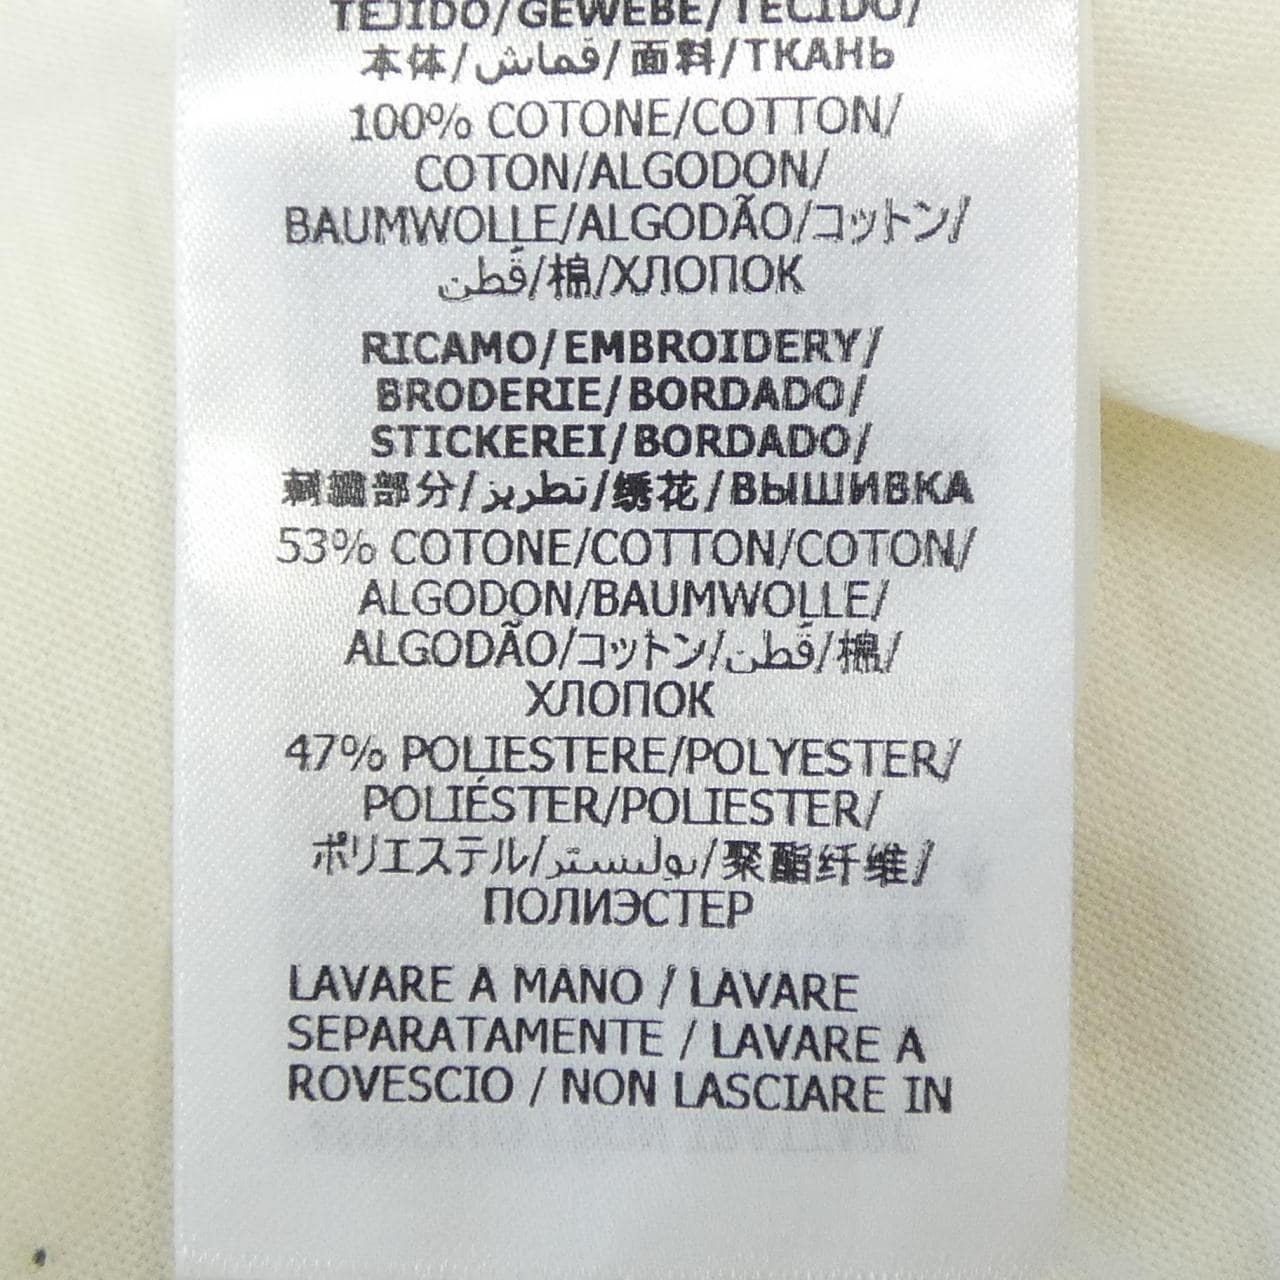 TEJIDO/GEWEBE/TECIDO/
本体/قماش/面料/ТКАНЬ
100% COTONE/COTTON/
COTON/ALGODON/
BAUMWOLLE/ALGODÃO/コットン/
قطن/棉/ХЛОПОК
RICAMO/EMBROIDERY/
BRODERIE/BORDADO/
STICKEREI/BORDADO/
刺繍部分/تطريز/绣花/ВЫШИВКА
53% COTONE/COTTON/COTON/
ALGODON/BAUMWOLLE/
ALGODÃO/コットン/قطن/棉/
ХЛОПОК
47% POLIESTERE/POLYESTER/
POLIÉSTER/POLIESTER/
ポリエステル/بوليستر/聚酯纤维/
ПОЛИЭСТЕР
LAVARE A MANO / LAVARE
SEPARATAMENTE / LAVARE A
ROVESCIO / NON LASCIARE IN